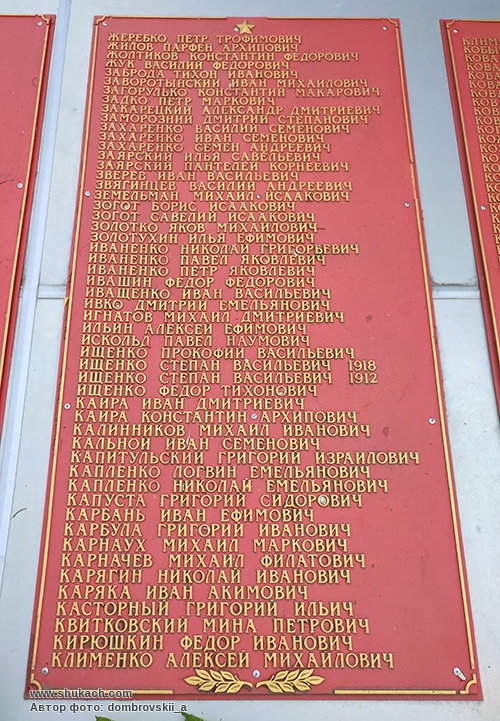 ЖЕРЕБКО ПЕТР ТРОФИМОВИЧ
ЖИЛОВ ПАРФЕН АРХИПОВИЧ
ЖОЛТИКОВ КОНСТАНТИН ФЕДОРОВИЧ
ЖУК ВАСИЛИЙ ФЕДОРОВИЧ
ЗАБРОДА ТИХОН ИВАНОВИЧ
ЗАВОРОТЫНСКИЙ ИВАН МИХАЙЛОВИЧ
ЗАГОРУЛЬКО КОНСТАНТИН МАКАРОВИЧ
ЗАДКО ПЕТР МАРКОВИЧ
ЗАКАРЕЦКИЙ АЛЕКСАНДР ДМИТРИЕВИЧ
ЗАМОРЗНИЙ ДМИТРИЙ СТЕПАНОВИЧ
ЗАХАРЕНКО ВАСИЛИЙ СЕМЕНОВИЧ
ЗАХАРЕНКО ИВАН СЕМЕНОВИЧ
ЗАХАРЕНКО СЕМЕН АНДРЕЕВИЧ
ЗАЯРСКИЙ ИЛЬЯ САВЕЛЬЕВИЧ
ЗАЯРСКИЙ ПАНТЕЛЕЙ КОРНЕЕВИЧ
ЗВЕРЕВ ИВАН ВАСИЛЬЕВИЧ
ЗВЯГИНЦЕВ ВАСИЛИЙ АНДРЕЕВИЧ
ЗЕМЕЛЬМАН МИХАИЛ ИСААКОВИЧ
ЗОГОТ БОРИС ИСААКОВИЧ
ЗОГОТ САВЕЛИЙ ИСААКОВИЧ
ЗОЛОТКО ЯКОВ МИХАЙЛОВИЧ
ЗОЛОТУХИН ИЛЬЯ ЕФИМОВИЧ
ИВАНЕНКО НИКОЛАЙ ГРИГОРЬЕВИЧ
ИВАНЕНКО ПАВЕЛ ЯКОВЛЕВИЧ
ИВАНЕНКО ПЕТР ЯКОВЛЕВИЧ
ИВАШИН ФЕДОР ФЕДОРОВИЧ
ИВАЩЕНКО ИВАН ВАСИЛЬЕВИЧ
ИВКО ДМИТРИЙ ЕМЕЛЬЯНОВИЧ
ИГНАТОВ МИХАИЛ ДМИТРИЕВИЧ
ИЛЬИН АЛЕКСЕЙ ЕФИМОВИЧ
ИСКОЛЬД ПАВЕЛ НАУМОВИЧ
ИЩЕНКО ПРОКОФИЙ ВАСИЛЬЕВИЧ
ИЩЕНКО СТЕПАН ВАСИЛЬЕВИЧ 1918
ИЩЕНКО СТЕПАН ВАСИЛЬЕВИЧ 1912
ИЩЕНКО ФЕДОР ТИХОНОВИЧ
КАИРА ИВАН ДМИТРИЕВИЧ
КАИРА КОНСТАНТИН АРХИПОВИЧ
КАЛИННИКОВ МИХАИЛ ИВАНОВИЧ
КАЛЬНОЙ ИВАН СЕМЕНОВИЧ
КАПИТУЛЬСКИЙ ГРИГОРИЙ ИЗРАИЛОВИЧ
КАПЛЕНКО ЛОГВИН ЕМЕЛЬЯНОВИЧ
КАПЛЕНКО НИКОЛАЙ ЕМЕЛЬЯНОВИЧ
КАПУСТА ГРИГОРИЙ СИДОРОВИЧ
КАРБАНЬ ИВАН ЕФИМОВИЧ
КАРБУЛА ГРИГОРИЙ ИВАНОВИЧ
КАРНАУХ МИХАИЛ МАРКОВИЧ
КАРНАЧЕВ МИХАИЛ ФИЛАТОВИЧ
КАРЯГИН НИКОЛАЙ ИВАНОВИЧ
КАРЯКА ИВАН АКИМОВИЧ
КАСТОРНЫЙ ГРИГОРИЙ ИЛЬИЧ
КВИТКОВСКИЙ МИНА ПЕТРОВИЧ
КИРЮШКИН ФЕДОР ИВАНОВИЧ
КЛИМЕНКО АЛЕКСЕЙ МИХАЙЛОВИЧ
www.shukach.com
Автор фото: dombrovskii_a